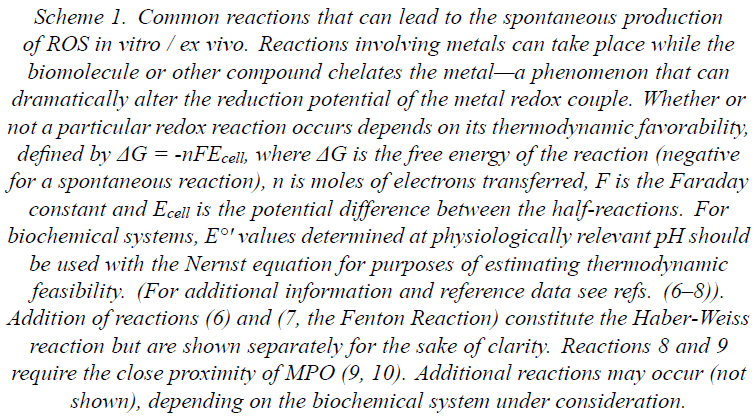 Scheme 1. Common reactions that can lead to the spontaneous production
of ROS in vitro / ex vivo. Reactions involving metals can take place while the
biomolecule or other compound chelates the metal—a phenomenon that can
dramatically alter the reduction potential of the metal redox couple. Whether or
not a particular redox reaction occurs depends on its thermodynamic favorability,
defined by ΔG = -nFEcell, where ΔG is the free energy of the reaction (negative
for a spontaneous reaction), n is moles of electrons transferred, F is the Faraday
constant and Ecell is the potential difference between the half-reactions. For
biochemical systems, E°' values determined at physiologically relevant pH should
be used with the Nernst equation for purposes of estimating thermodynamic
feasibility. (For additional information and reference data see refs. (6–8)).
Addition of reactions (6) and (7, the Fenton Reaction) constitute the Haber-Weiss
reaction but are shown separately for the sake of clarity. Reactions 8 and 9
require the close proximity of MPO (9, 10). Additional reactions may occur (not
shown), depending on the biochemical system under consideration.